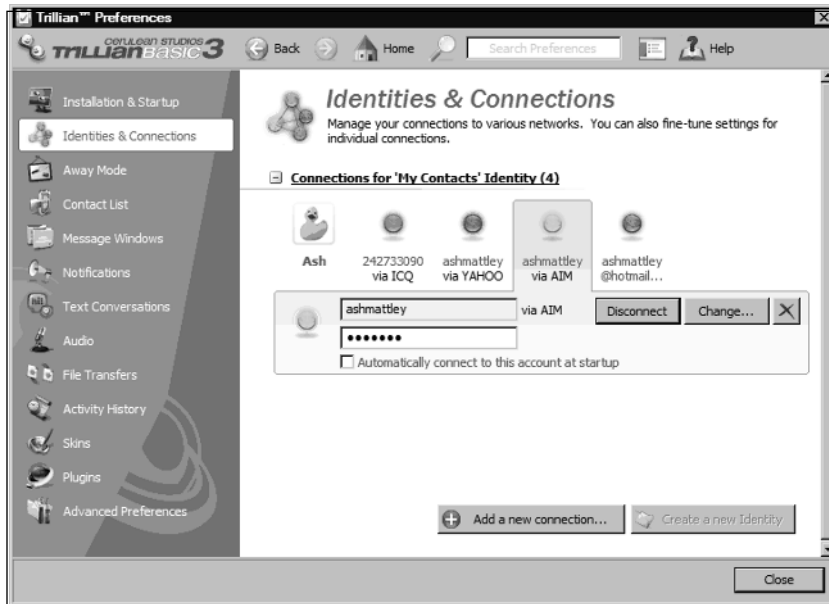 Trillian™ Preferences
CERULEAN STUDIOS
TRILLIAN BASIC 3
Back
Home
Search Preferences
Help
Installation & Startup
Identities & Connections
Away Mode
Contact List
Message Windows
Notifications
Text Conversations
Audio
File Transfers
Activity History
Skins
Plugins
Advanced Preferences
Identities & Connections
Manage your connections to various networks. You can also fine-tune settings for
individual connections.
Connections for 'My Contacts' Identity (4)
Ash
242733090
via ICQ
ashmattley
via YAHOO
ashmattley
via AIM
ashmattley
@hotmail...
ashmattley
via AIM
Disconnect
Change...
●●●●●●●
Automatically connect to this account at startup
Add a new connection...
Create a new Identity
Close